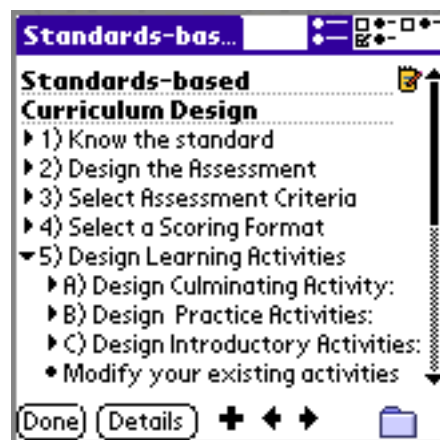 Standards-bas...
Standards-based
Curriculum Design
1) Know the standard
2) Design the Assessment
3) Select Assessment Criteria
4) Select a Scoring Format
5) Design Learning Activities
A) Design Culminating Activity:
B) Design Practice Activities:
C) Design Introductory Activities:
• Modify your existing activities
Done Details